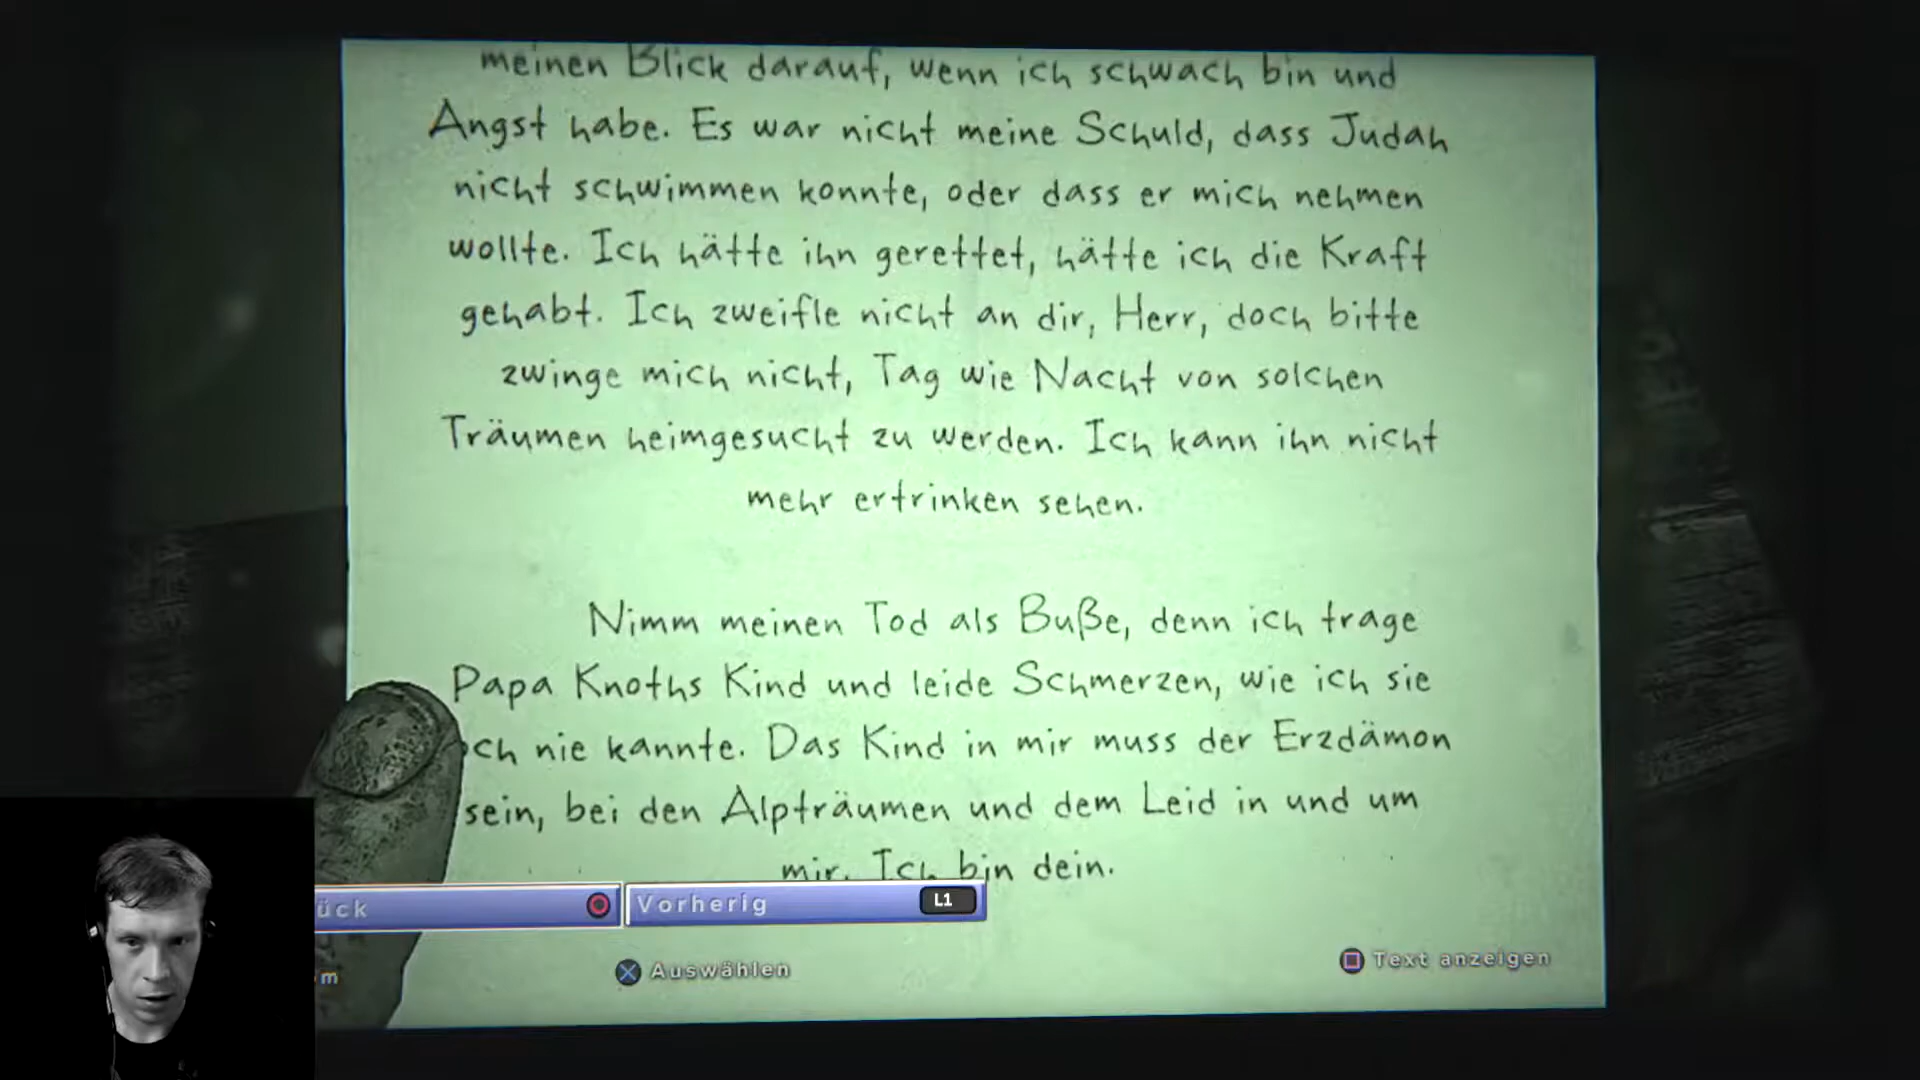 meinen Blick darauf, wenn ich schwach bin und
Angst habe. Es war nicht meine Schuld, dass Judah
nicht schwimmen konnte, oder dass er mich nehmen
wollte. Ich hätte ihn gerettet, hätte ich die Kraft
gehabt. Ich zweifle nicht an dir, Herr, doch bitte
zwinge mich nicht, Tag wie Nacht von solchen
Träumen heimgesucht zu werden. Ich kann ihn nicht
mehr ertrinken sehen.
Nimm meinen Tod als Buße, denn ich trage
Papa Knoths Kind und leide Schmerzen, wie ich sie
och nie kannte. Das Kind in mir muss der Erzdämon
sein, bei den Alpträumen und dem Leid in und um
mir. Ich bin dein.
ück
Vorherig L1
m
Auswählen
Text anzeigen